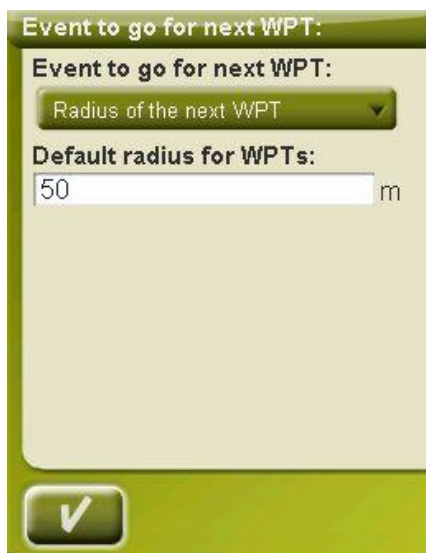 Event to go for next WPT:
Event to go for next WPT:
Radius of the next WPT
Default radius for WPTs:
50 m